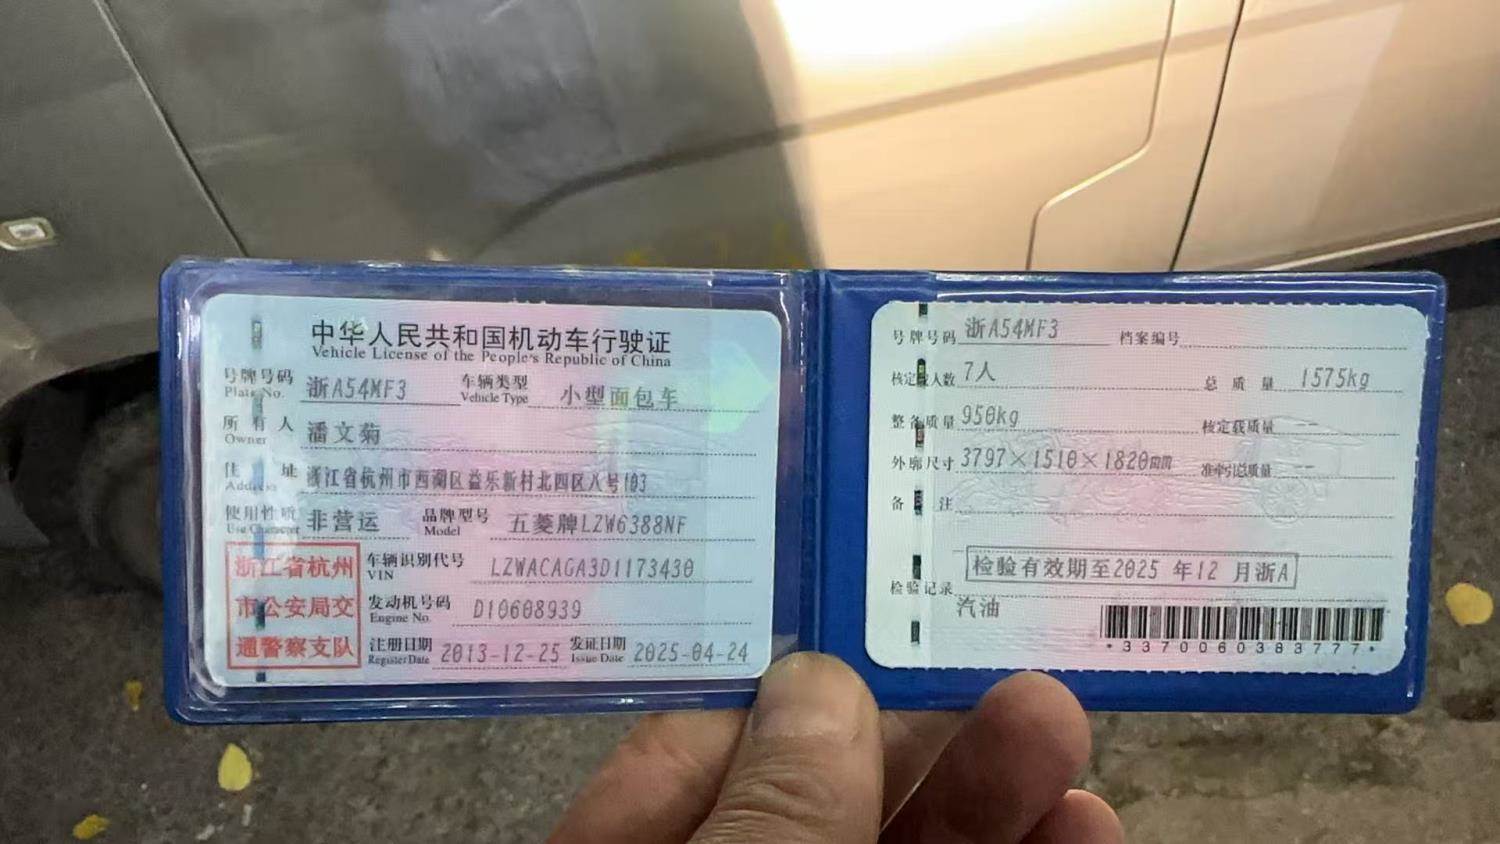 中华人民共和国机动车行驶证
Vehicle License of the People's Republic of China
号牌号码 浙A54MF3 车辆类型 小型面包车
Plate No. Vehicle Type
所有人 潘文菊
Owner
住址 浙江省杭州市西湖区益乐新村北四区八号103
Address
使用性质 非营运 品牌型号 五菱牌LZW6388NF
Use Character Model
浙江省杭州
市公安局交
通警察支队
车辆识别代号 LZWACAGA3D1173430
VIN
发动机号码 D10608939
Engine No.
注册日期 2013-12-25 发证日期 2025-04-24
Register Date Issue Date
号牌号码 浙A54MF3 档案编号
核定载人数 7人 总质量 1575kg
整备质量 950kg 核定载质量 --
外廓尺寸 3797×1510×1820mm 准牵引总质量 --
备注
检验有效期至2025 年12 月浙A
检验记录
汽油
*3370060383777*